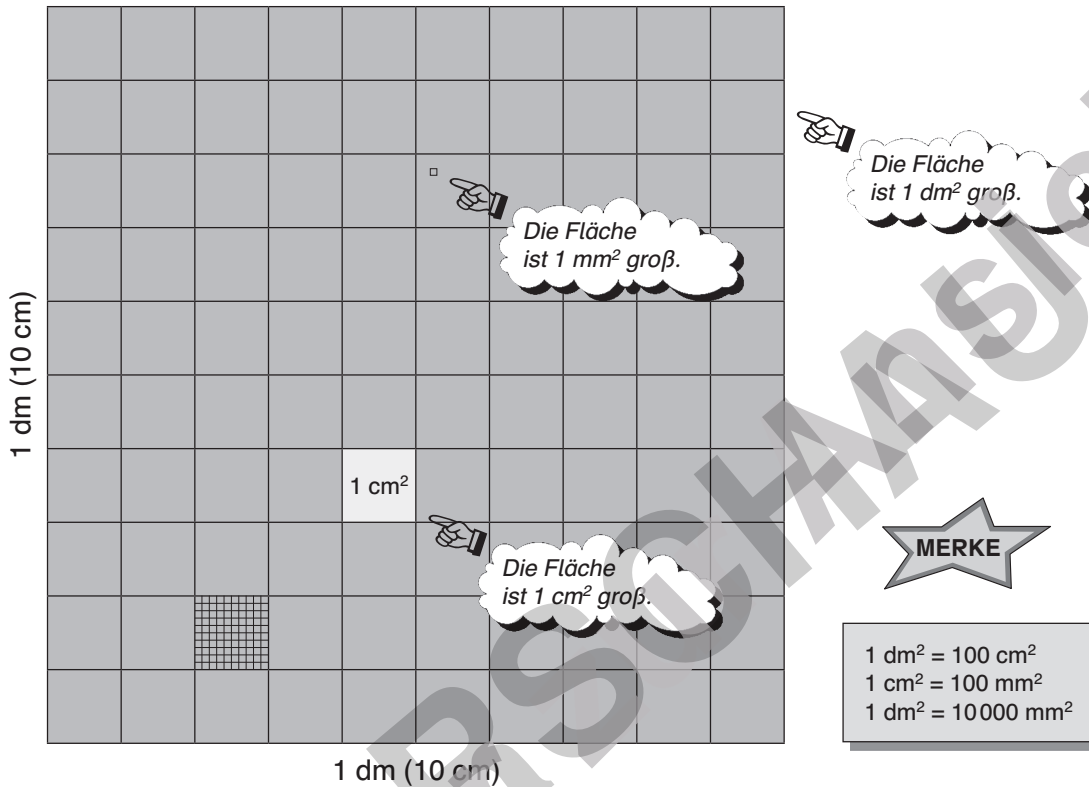 Die Fläche
ist 1 dm² groß.
Die Fläche
ist 1 mm² groß.
1 dm (10 cm)
1 cm²
Die Fläche
ist 1 cm² groß.
MERKE
1 dm² = 100 cm²
1 cm² = 100 mm²
1 dm² = 10 000 mm²
1 dm (10 cm)